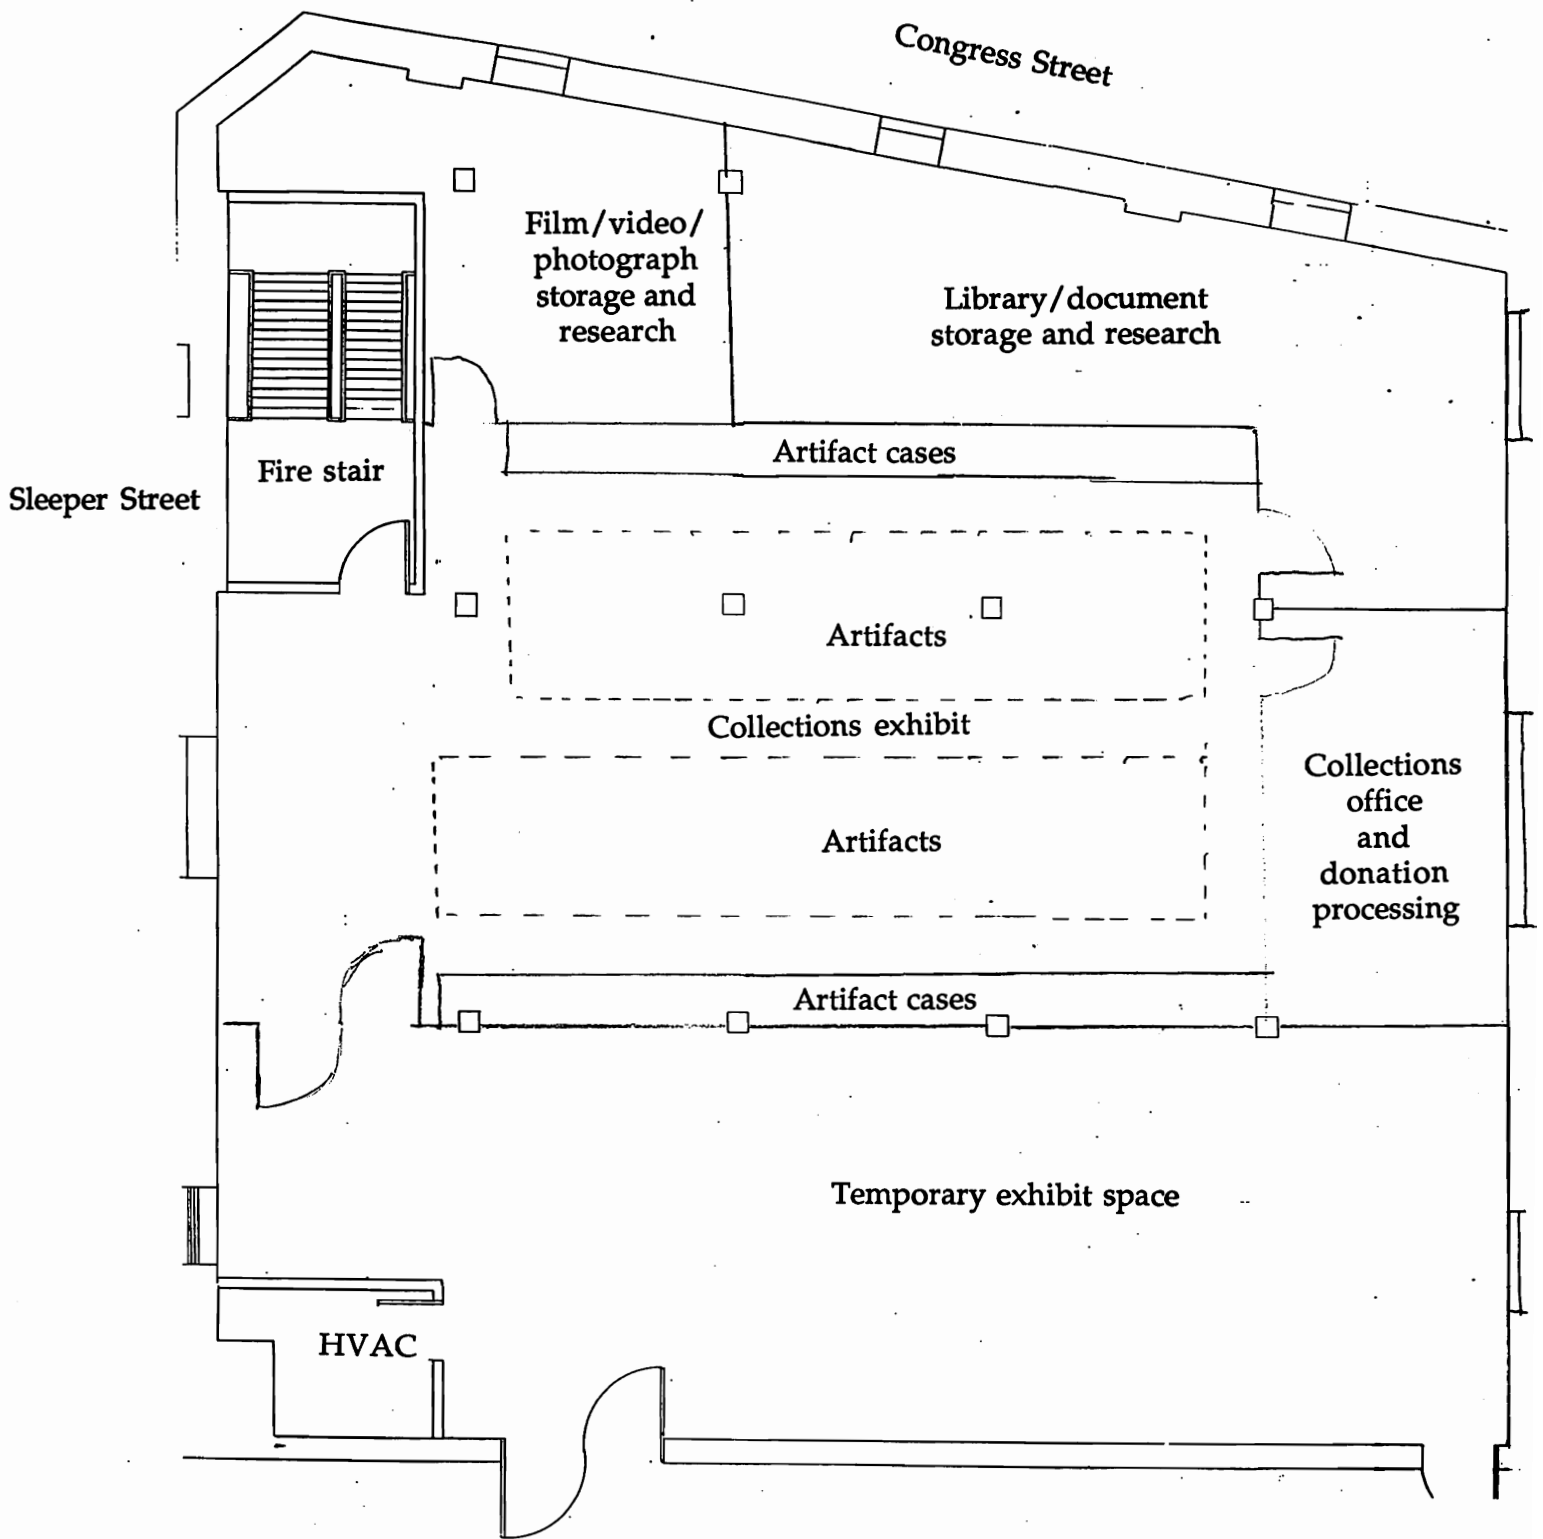 Congress Street
Film/video/
photograph
storage and
research
Library/document
storage and research
Artifact cases
Fire stair
Sleeper Street
Artifacts
Collections exhibit
Artifacts
Collections
office
and
donation
processing
Artifact cases
Temporary exhibit space
HVAC